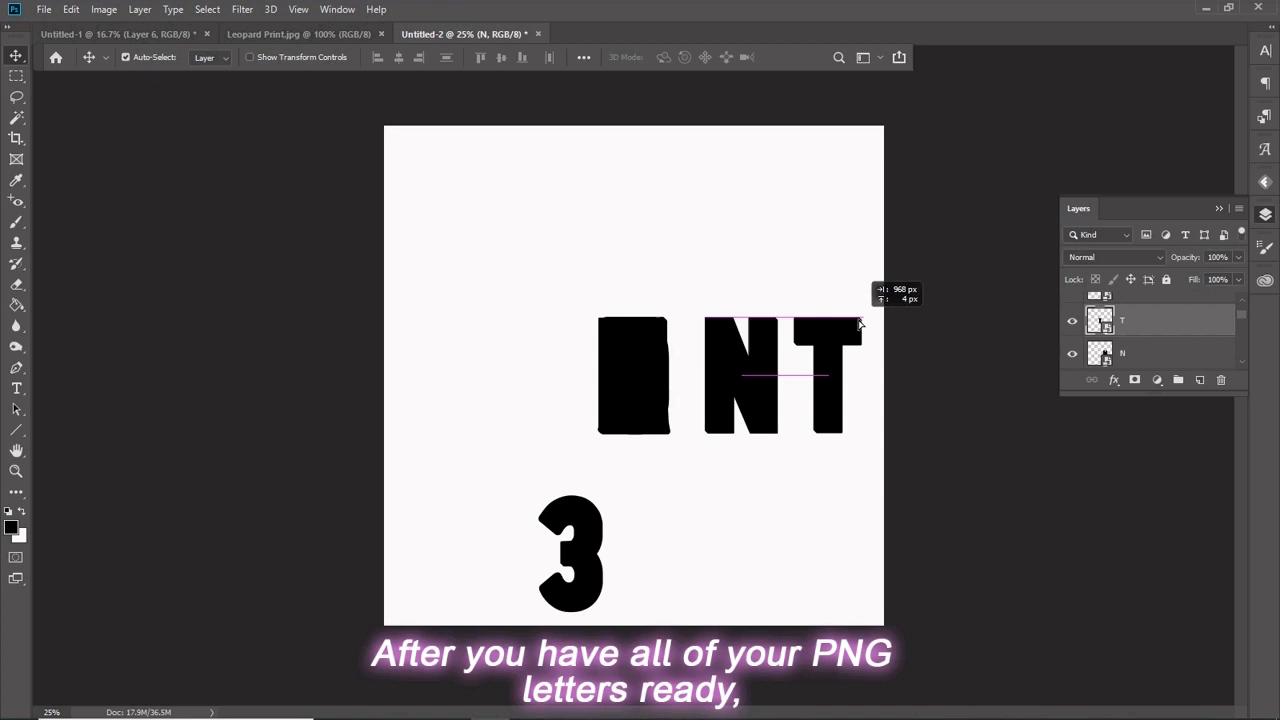 Ps File Edit Image Layer Type Select Filter 3D View Window Help
Untitled-1 @ 16.7% (Layer 6, RGB/8) * × Leopard Print.jpg @ 100% (RGB/8) × Untitled-2 @ 25% (N, RGB/8) * ×
Auto-Select: Layer Show Transform Controls 3D Mode:
Layers
Kind
Normal Opacity: 100%
Lock: Fill: 100%
968 px
4 px
T
N
N T
3
After you have all of your PNG
letters ready,
25% Doc: 17.9M/36.5M